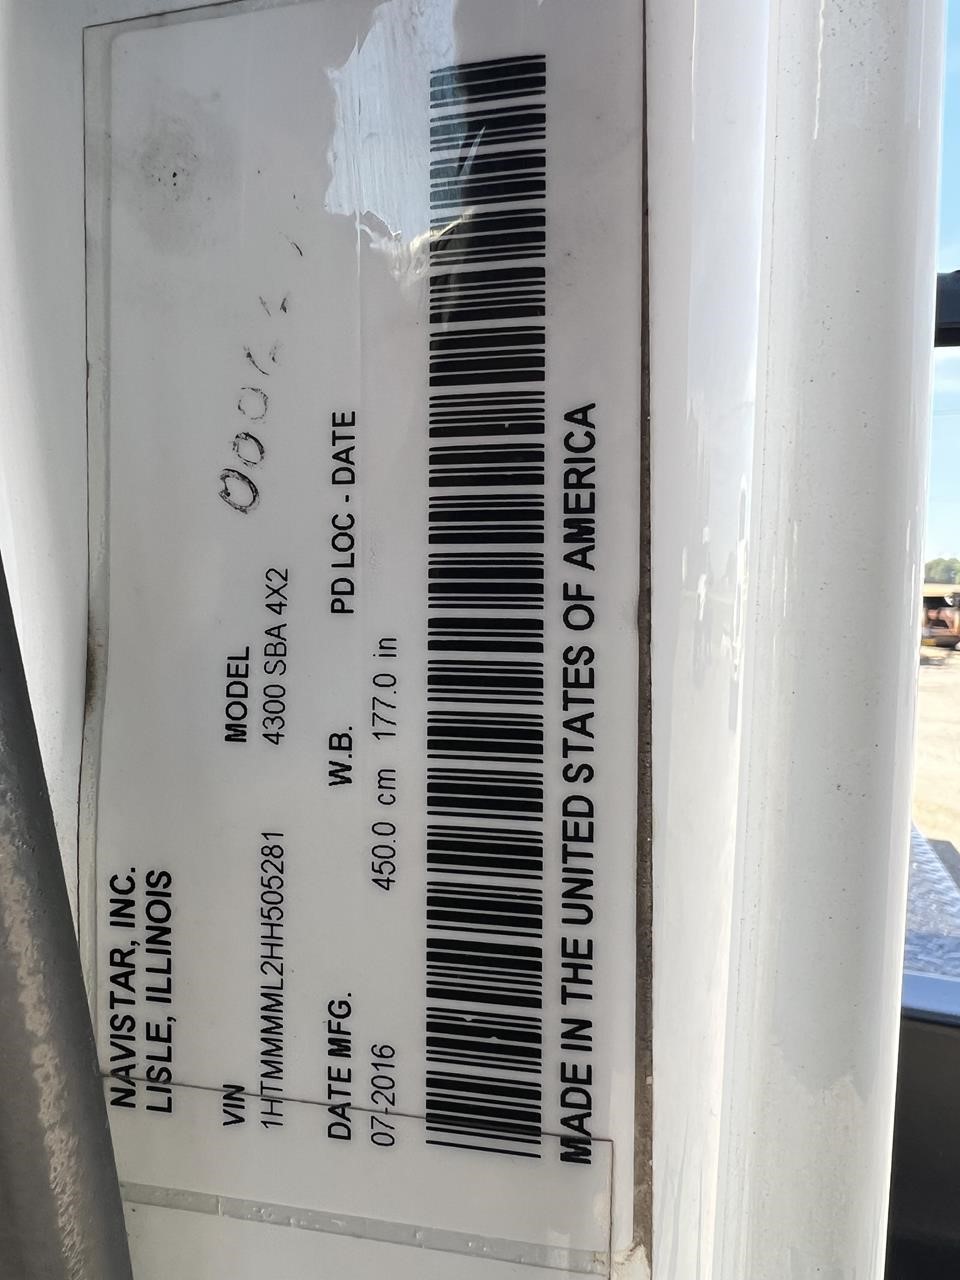 NAVISTAR, INC.
LISLE, ILLINOIS
VIN MODEL
1HTMMMML2HH505281 4300 SBA 4X2
DATE MFG. W.B. PD LOC - DATE
07-2016 450.0 cm 177.0 in
MADE IN THE UNITED STATES OF AMERICA